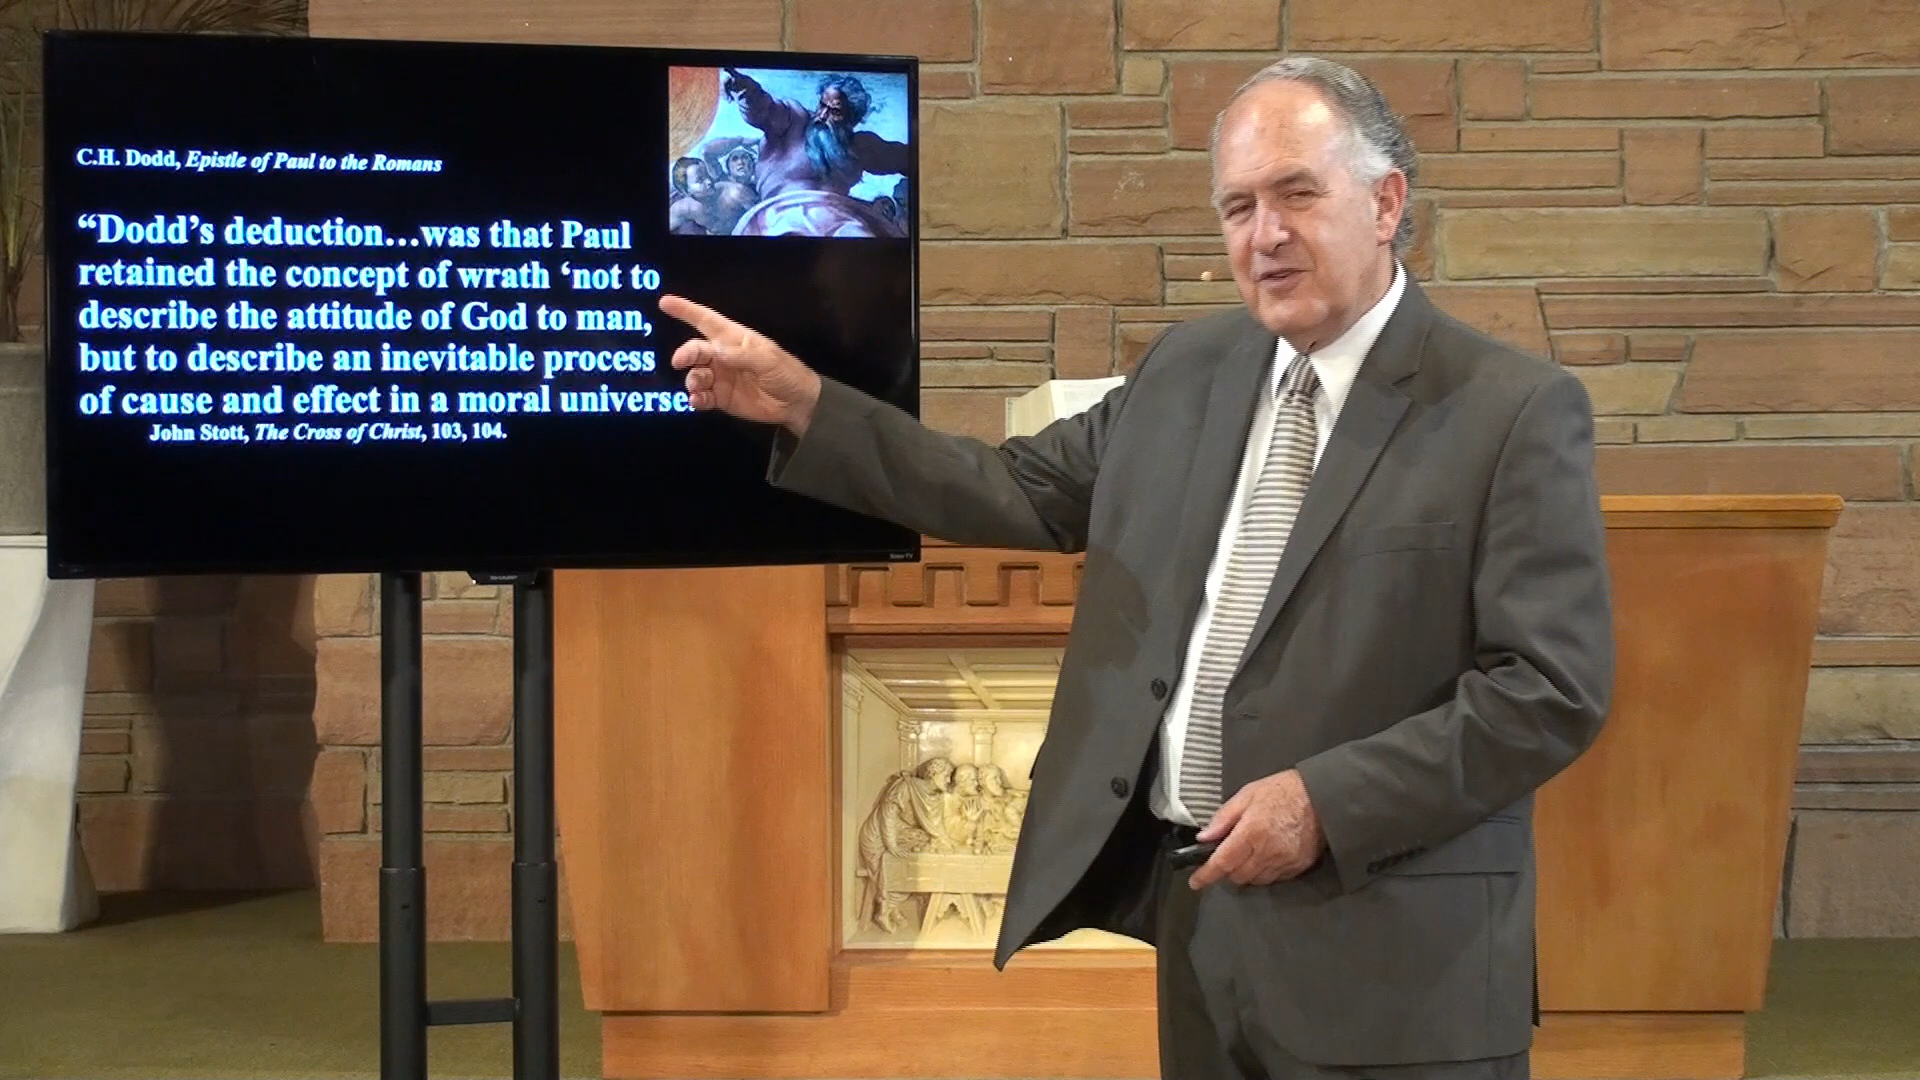 C.H. Dodd, Epistle of Paul to the Romans
“Dodd’s deduction…was that Paul
retained the concept of wrath ‘not to
describe the attitude of God to man,
but to describe an inevitable process
of cause and effect in a moral universe.
John Stott, The Cross of Christ, 103, 104.